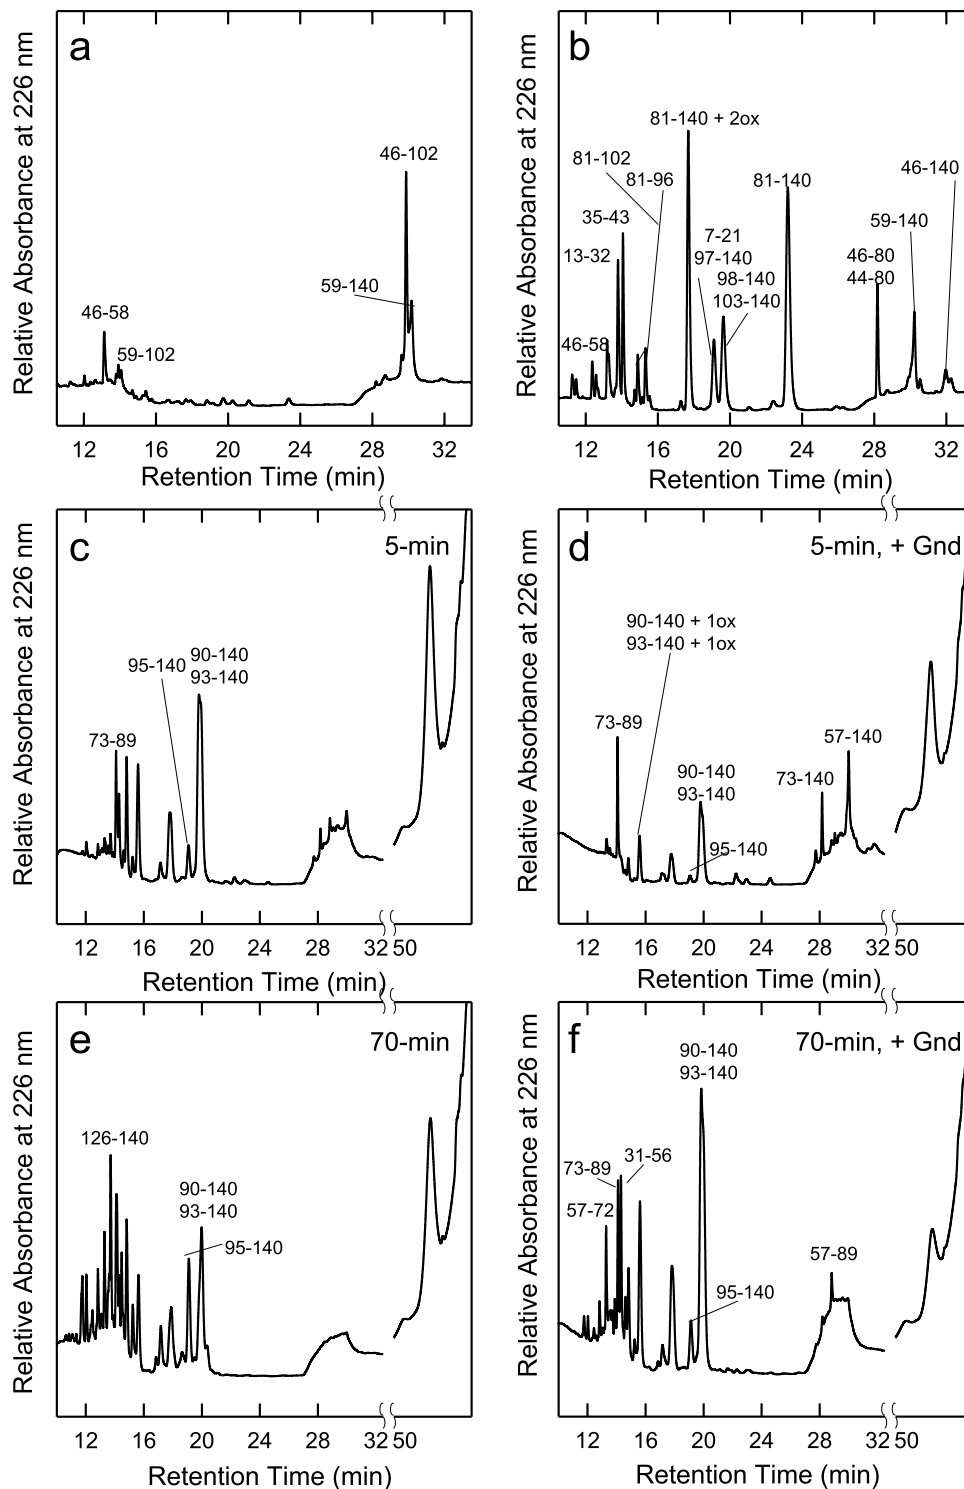 a
Relative Absorbance at 226 nm
46-102
59-140
46-58
59-102
12 16 20 24 28 32
Retention Time (min)
b
Relative Absorbance at 226 nm
81-140 + 2ox
81-102
81-96
46-140
81-140
35-43
59-140
7-21
97-140
13-32
46-80
98-140
44-80
103-140
46-58
12 16 20 24 28 32
Retention Time (min)
c
5-min
Relative Absorbance at 226 nm
90-140
95-140
93-140
73-89
12 16 20 24 28 32 50
Retention Time (min)
d
5-min, + Gnd
Relative Absorbance at 226 nm
90-140 + 1ox
93-140 + 1ox
73-89
57-140
90-140
73-140
93-140
95-140
12 16 20 24 28 32 50
Retention Time (min)
e
70-min
Relative Absorbance at 226 nm
126-140
90-140
93-140
95-140
12 16 20 24 28 32 50
Retention Time (min)
f
70-min, + Gnd
Relative Absorbance at 226 nm
90-140
93-140
31-56
73-89
57-72
57-89
95-140
12 16 20 24 28 32 50
Retention Time (min)